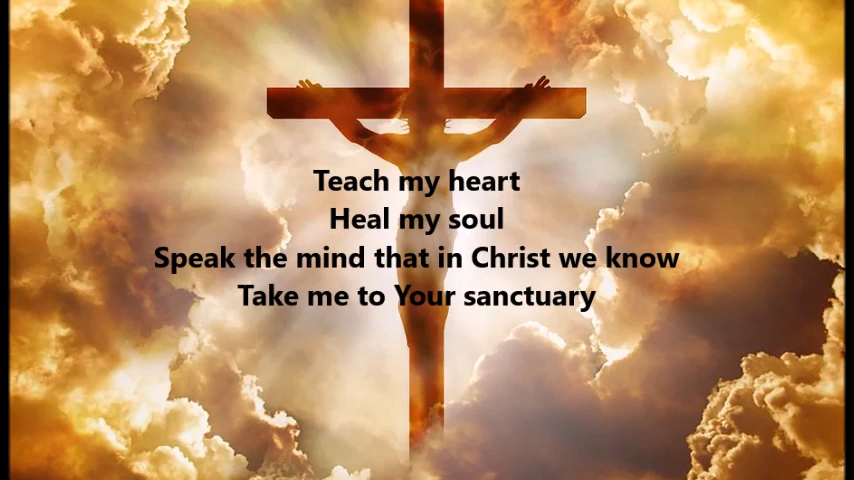 Teach my heart
Heal my soul
Speak the mind that in Christ we know
Take me to Your sanctuary